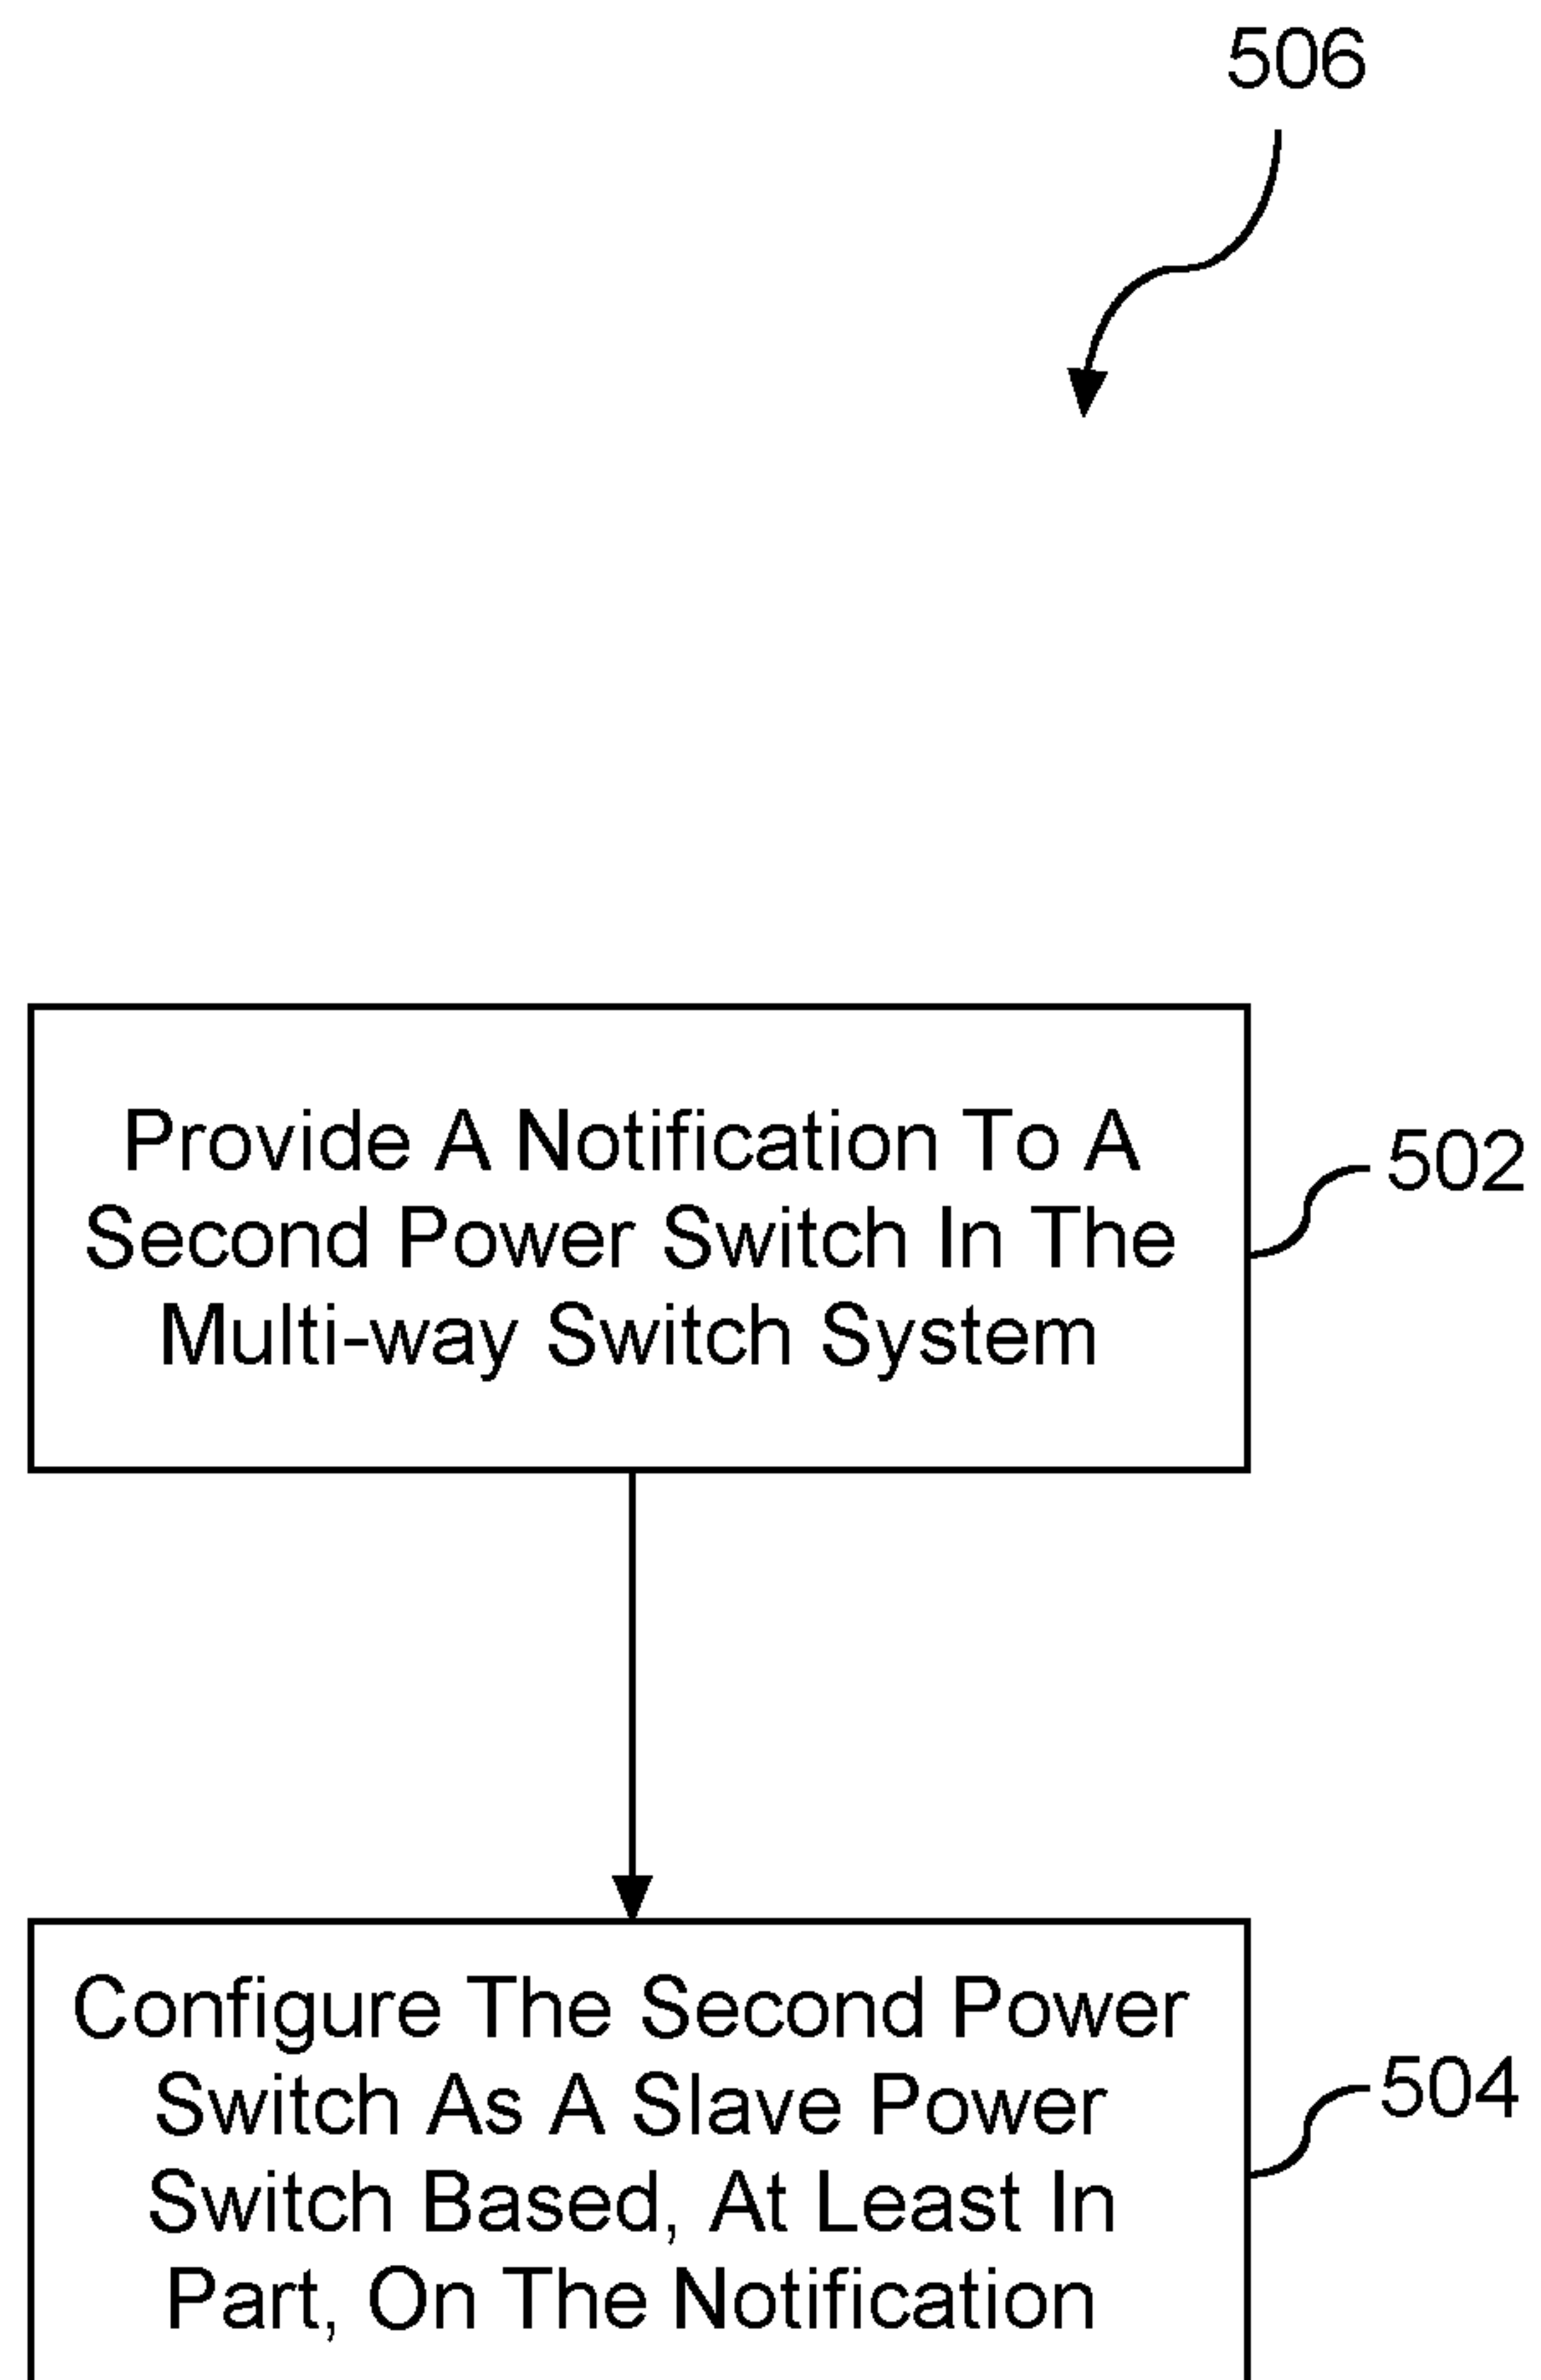 506
Provide A Notification To A
Second Power Switch In The
Multi-way Switch System
502
Configure The Second Power
Switch As A Slave Power
Switch Based, At Least In
Part, On The Notification
504